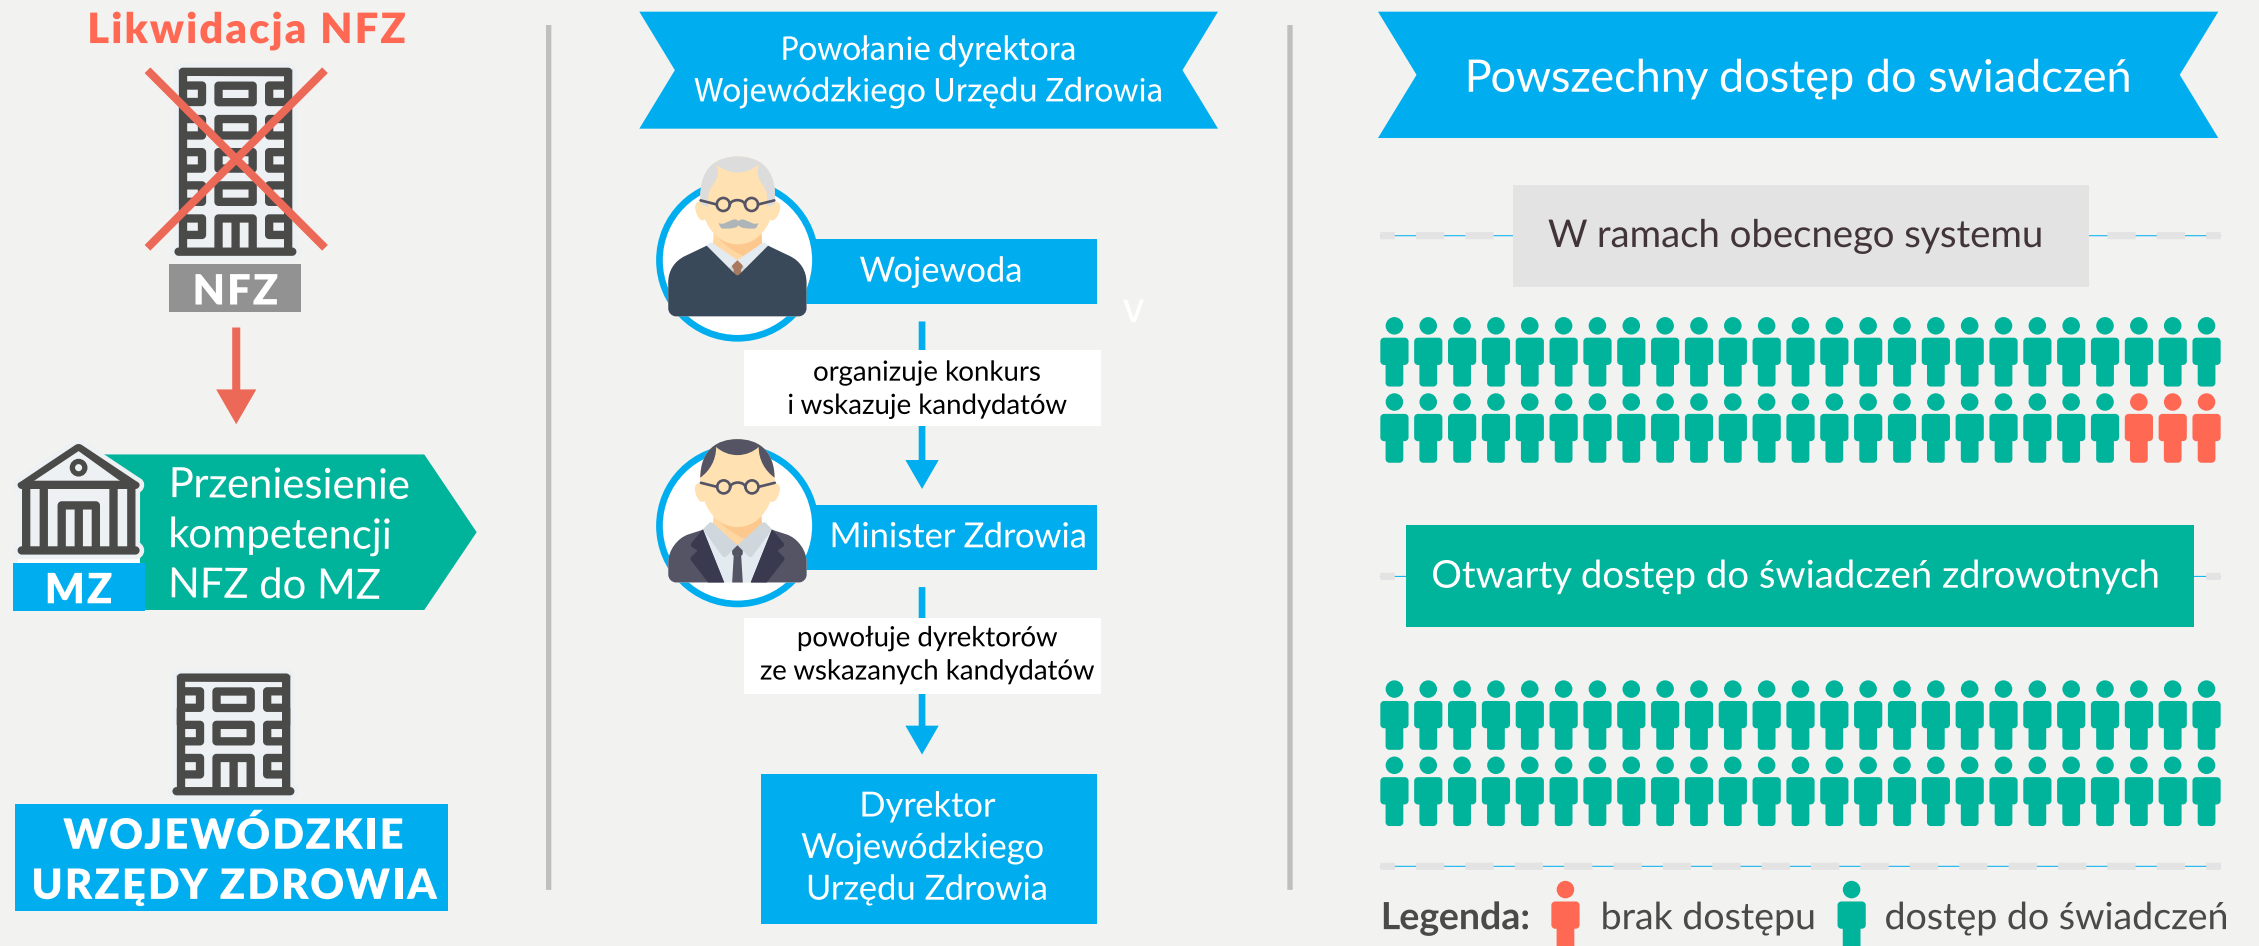 Likwidacja NFZ
NFZ
Przeniesienie
kompetencji
NFZ do MZ
MZ
WOJEWÓDZKIE
URZĘDY ZDROWIA
Powołanie dyrektora
Wojewódzkiego Urzędu Zdrowia
Wojewoda
v
organizuje konkurs
i wskazuje kandydatów
Minister Zdrowia
powołuje dyrektorów
ze wskazanych kandydatów
Dyrektor
Wojewódzkiego
Urzędu Zdrowia
Powszechny dostęp do swiadczeń
W ramach obecnego systemu
Otwarty dostęp do świadczeń zdrowotnych
Legenda: brak dostępu dostęp do świadczeń